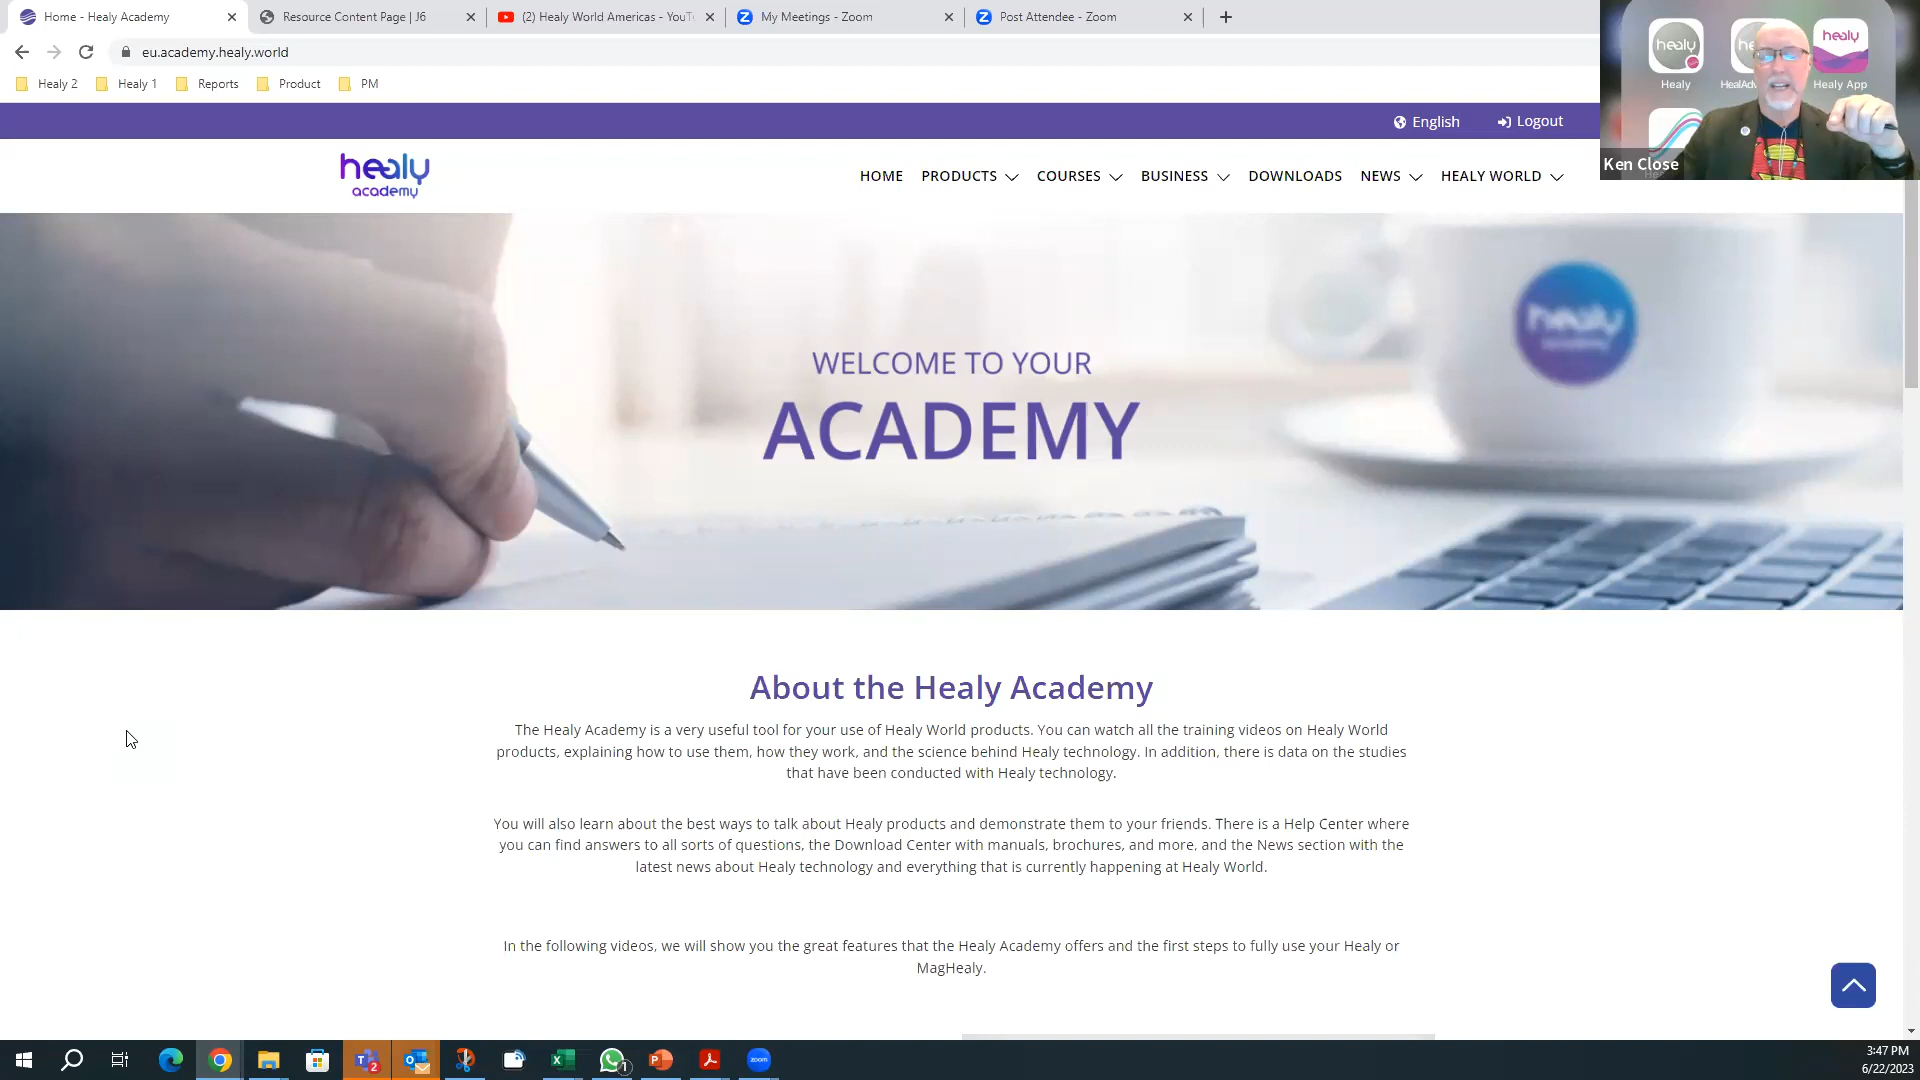 Home - Healy Academy
Resource Content Page | J6
(2) Healy World Americas - YouT
My Meetings - Zoom
Post Attendee - Zoom
eu.academy.healy.world
Healy 2
Healy 1
Reports
Product
PM
healy
healy
Healy
HealAdv
Healy App
Ken Close
English
Logout
healy
academy
HOME
PRODUCTS
COURSES
BUSINESS
DOWNLOADS
NEWS
HEALY WORLD
healy
academy
WELCOME TO YOUR
ACADEMY
About the Healy Academy
The Healy Academy is a very useful tool for your use of Healy World products. You can watch all the training videos on Healy World
products, explaining how to use them, how they work, and the science behind Healy technology. In addition, there is data on the studies
that have been conducted with Healy technology.
You will also learn about the best ways to talk about Healy products and demonstrate them to your friends. There is a Help Center where
you can find answers to all sorts of questions, the Download Center with manuals, brochures, and more, and the News section with the
latest news about Healy technology and everything that is currently happening at Healy World.
In the following videos, we will show you the great features that the Healy Academy offers and the first steps to fully use your Healy or
MagHealy.
2
1
zoom
3:47 PM
6/22/2023